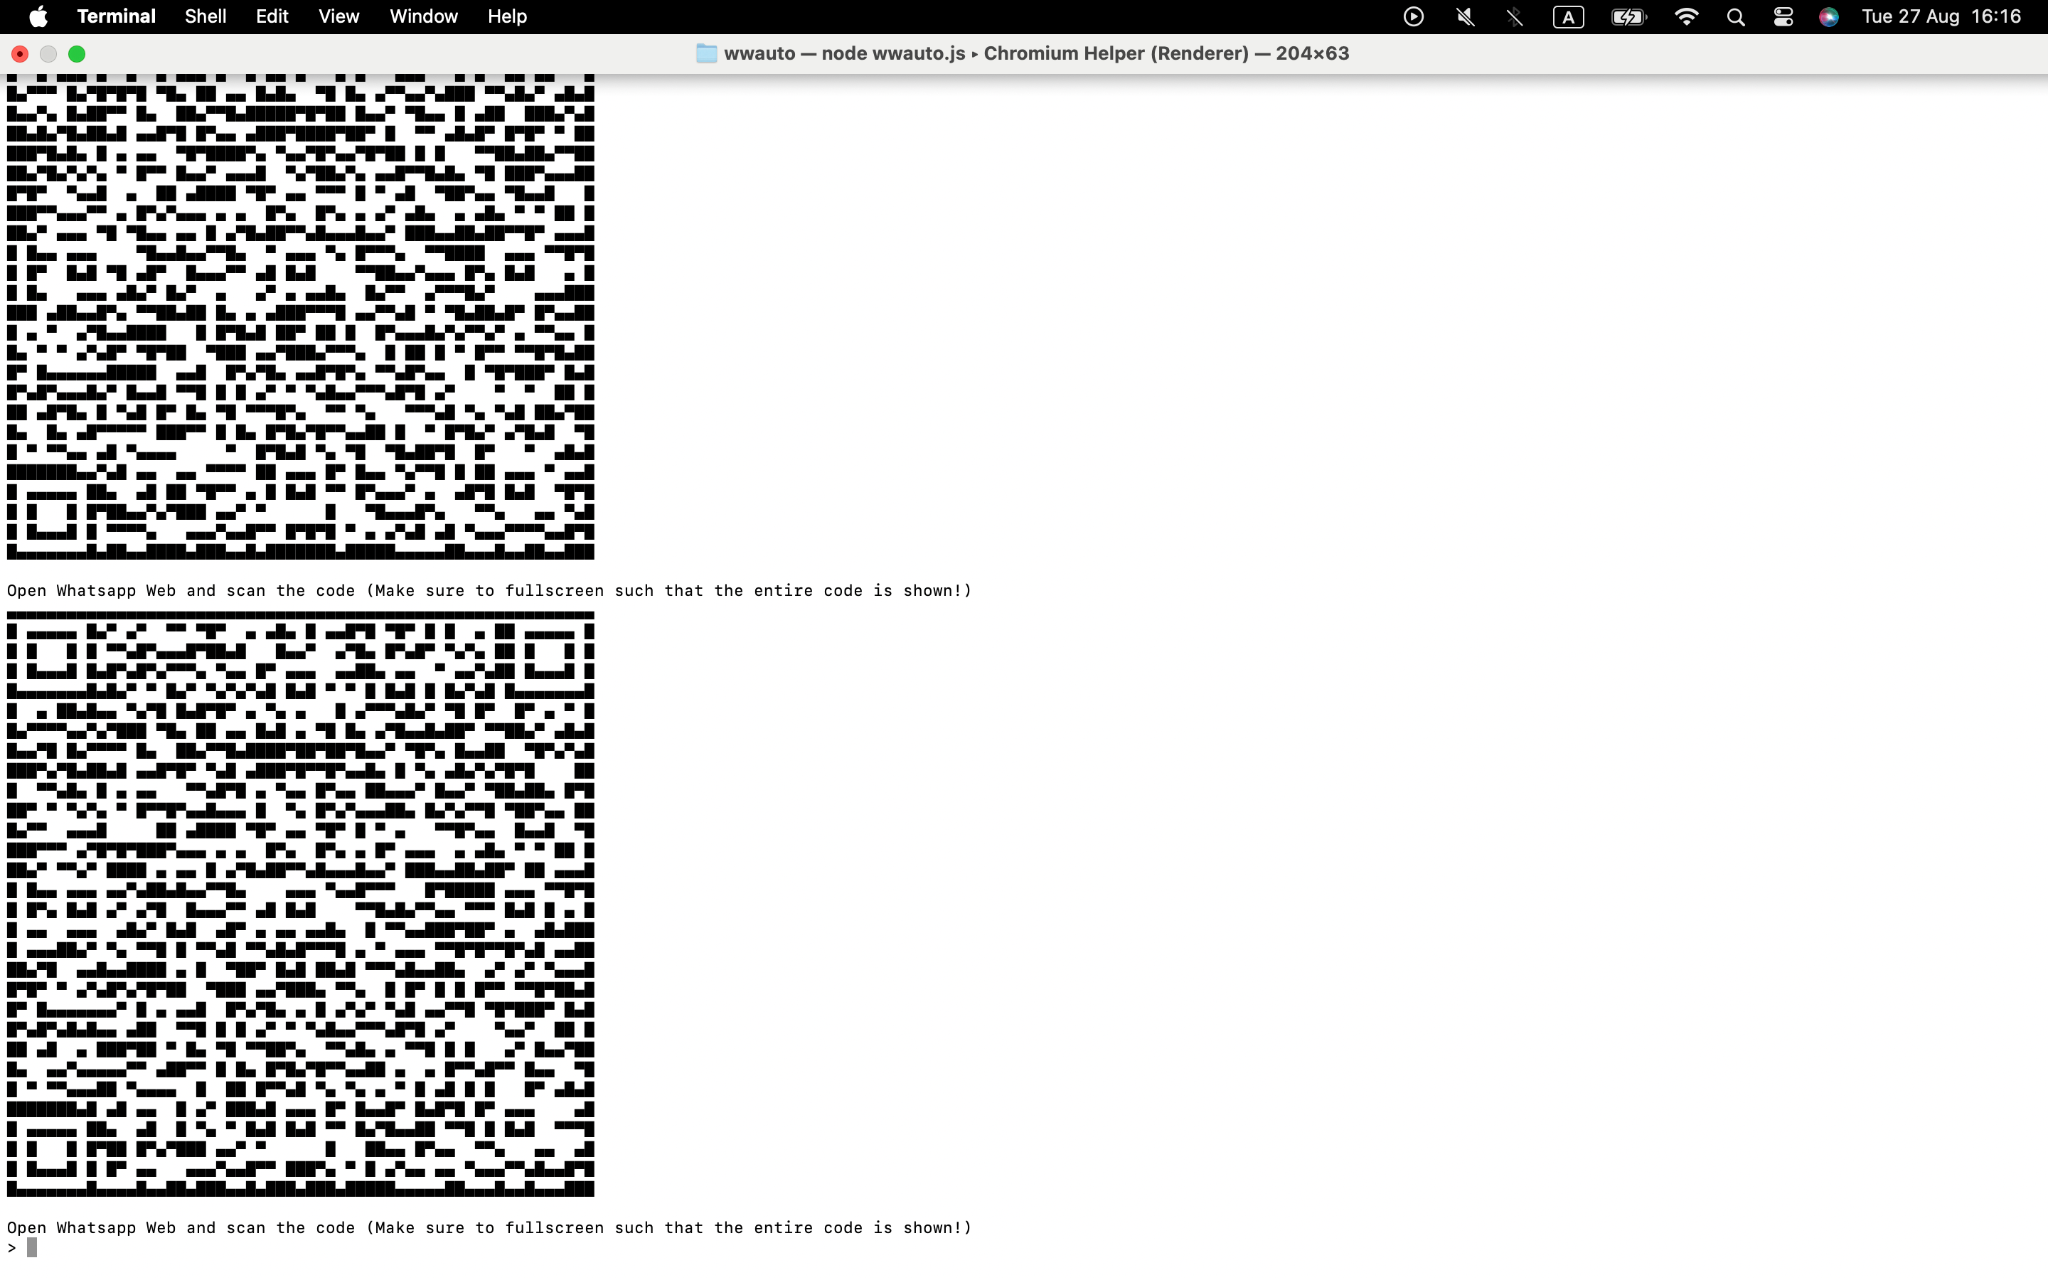 Terminal Shell Edit View Window Help A Tue 27 Aug 16:16
wwauto — node wwauto.js ▸ Chromium Helper (Renderer) — 204×63
Open Whatsapp Web and scan the code (Make sure to fullscreen such that the entire code is shown!)
Open Whatsapp Web and scan the code (Make sure to fullscreen such that the entire code is shown!)
>